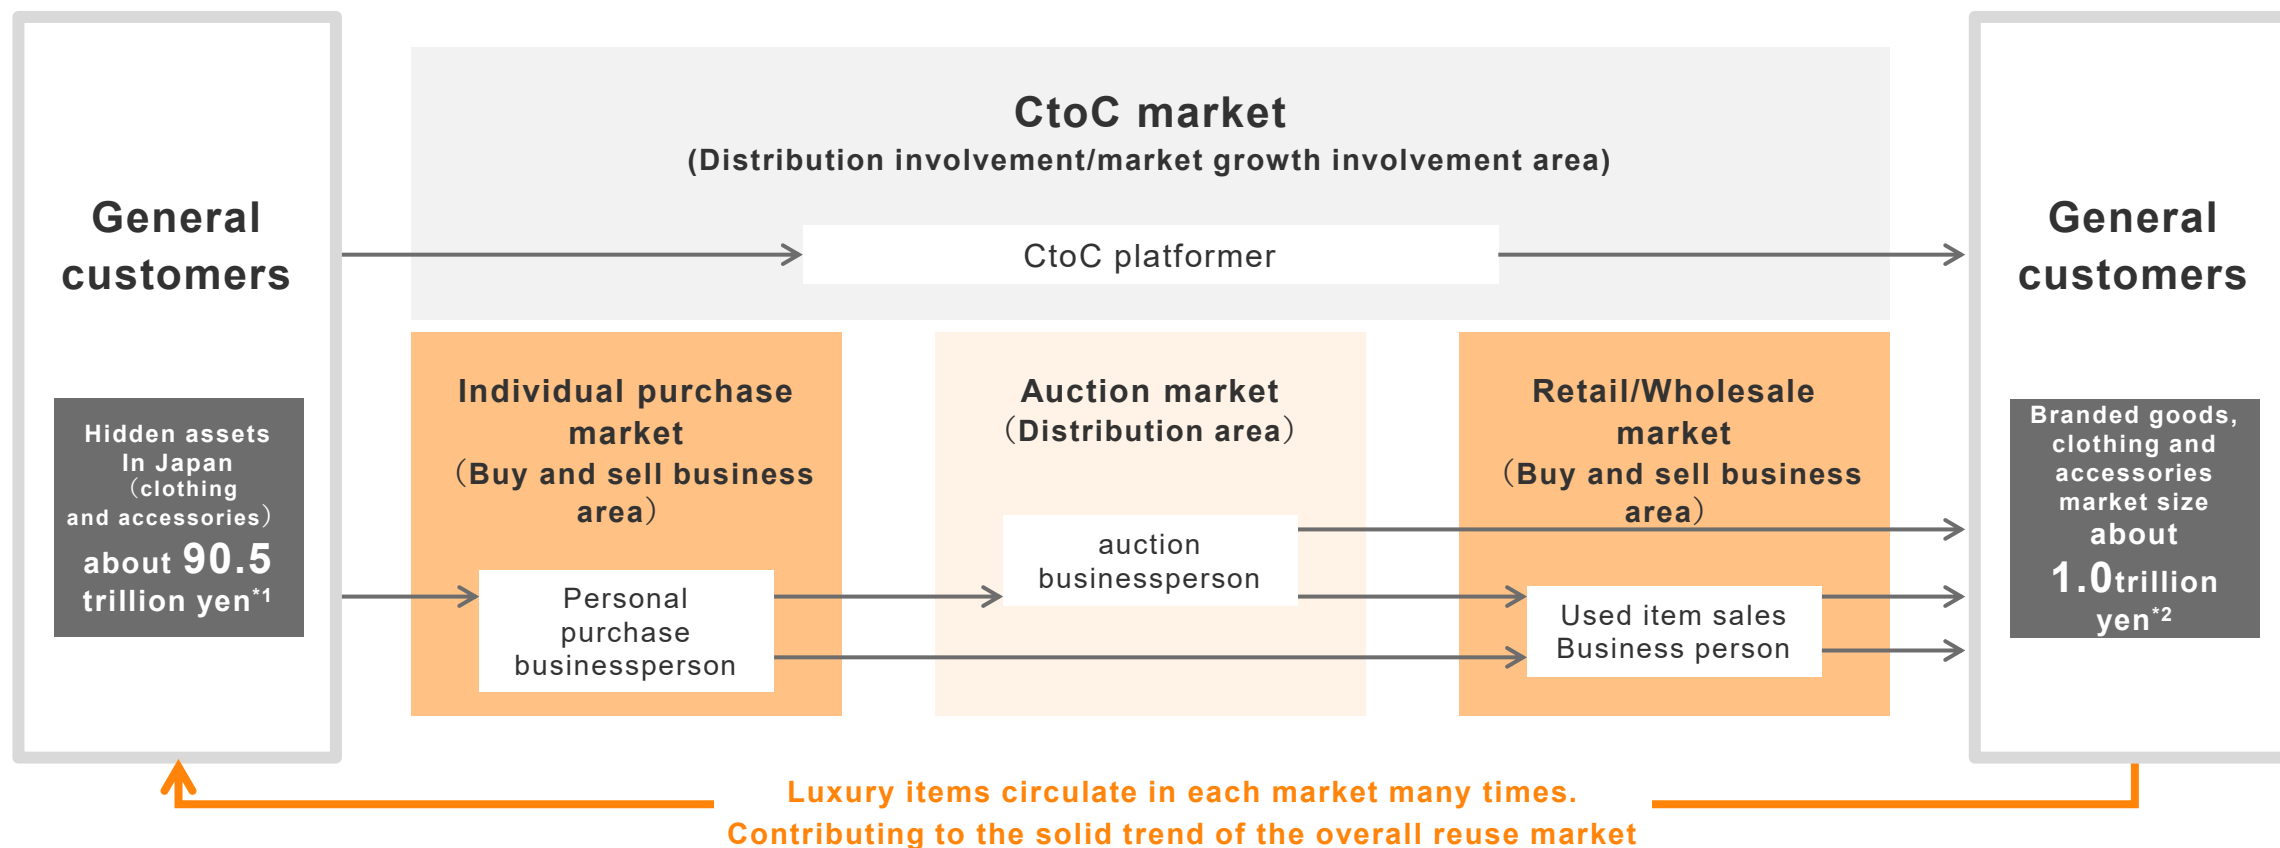 General
customers
Hidden assets
In Japan
（clothing
and accessories）
about 90.5
trillion yen*1
CtoC market
(Distribution involvement/market growth involvement area)
CtoC platformer
Individual purchase
market
（Buy and sell business
area）
Personal
purchase
businessperson
Auction market
（Distribution area）
auction
businessperson
Retail/Wholesale
market
（Buy and sell business
area）
Used item sales
Business person
General
customers
Branded goods,
clothing and
accessories
market size
about
1.0trillion
yen*2
Luxury items circulate in each market many times.
Contributing to the solid trend of the overall reuse market